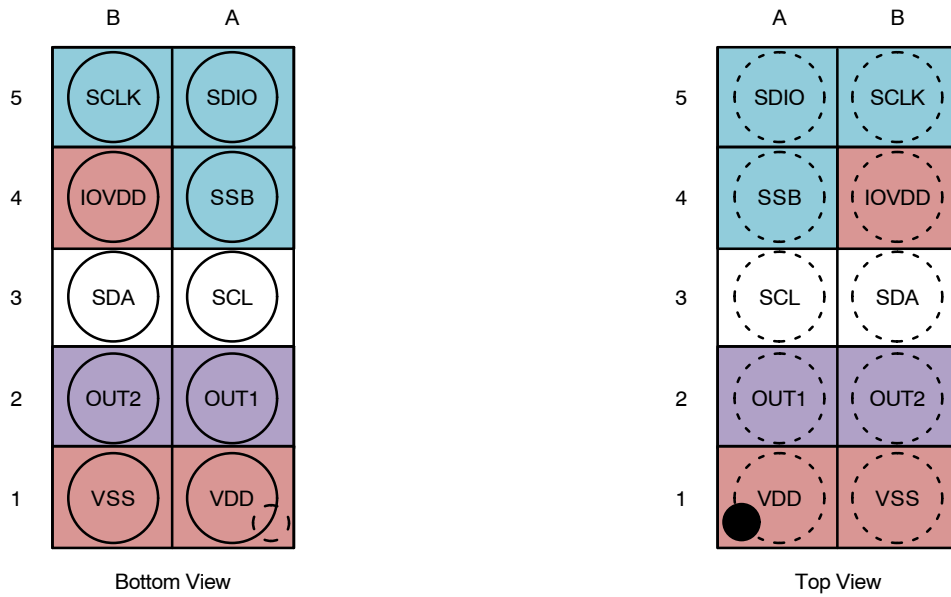 B A
5 SCLK SDIO
4 IOVDD SSB
3 SDA SCL
2 OUT2 OUT1
1 VSS VDD
Bottom View
A B
5 SDIO SCLK
4 SSB IOVDD
3 SCL SDA
2 OUT1 OUT2
1 VDD VSS
Top View